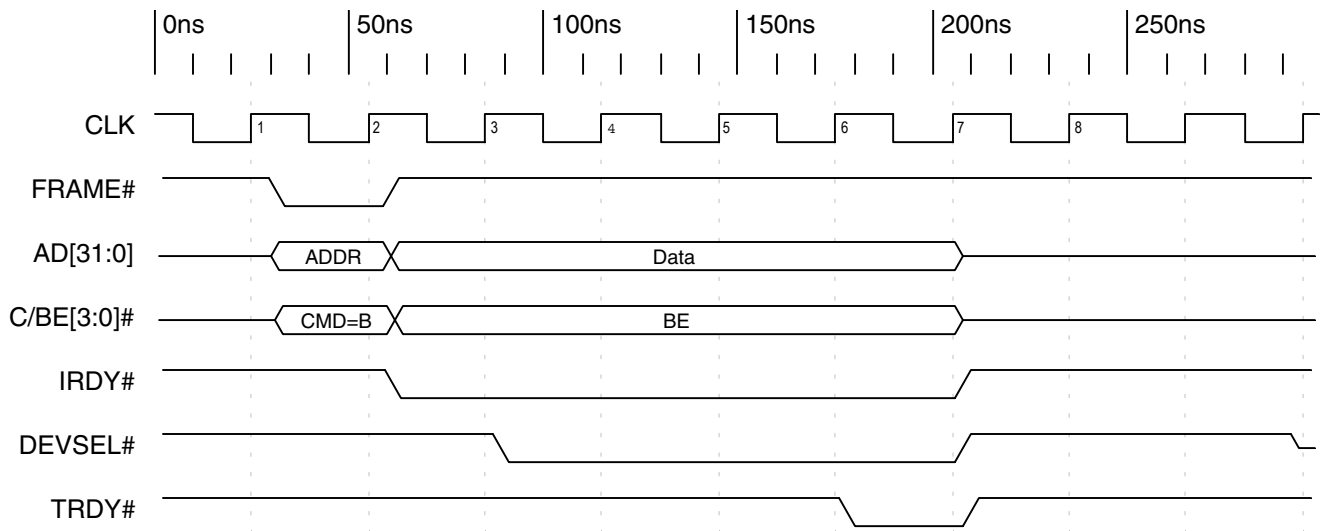 0ns 50ns 100ns 150ns 200ns 250ns
CLK 1 2 3 4 5 6 7 8
FRAME#
AD[31:0] ADDR Data
C/BE[3:0]# CMD=B BE
IRDY#
DEVSEL#
TRDY#